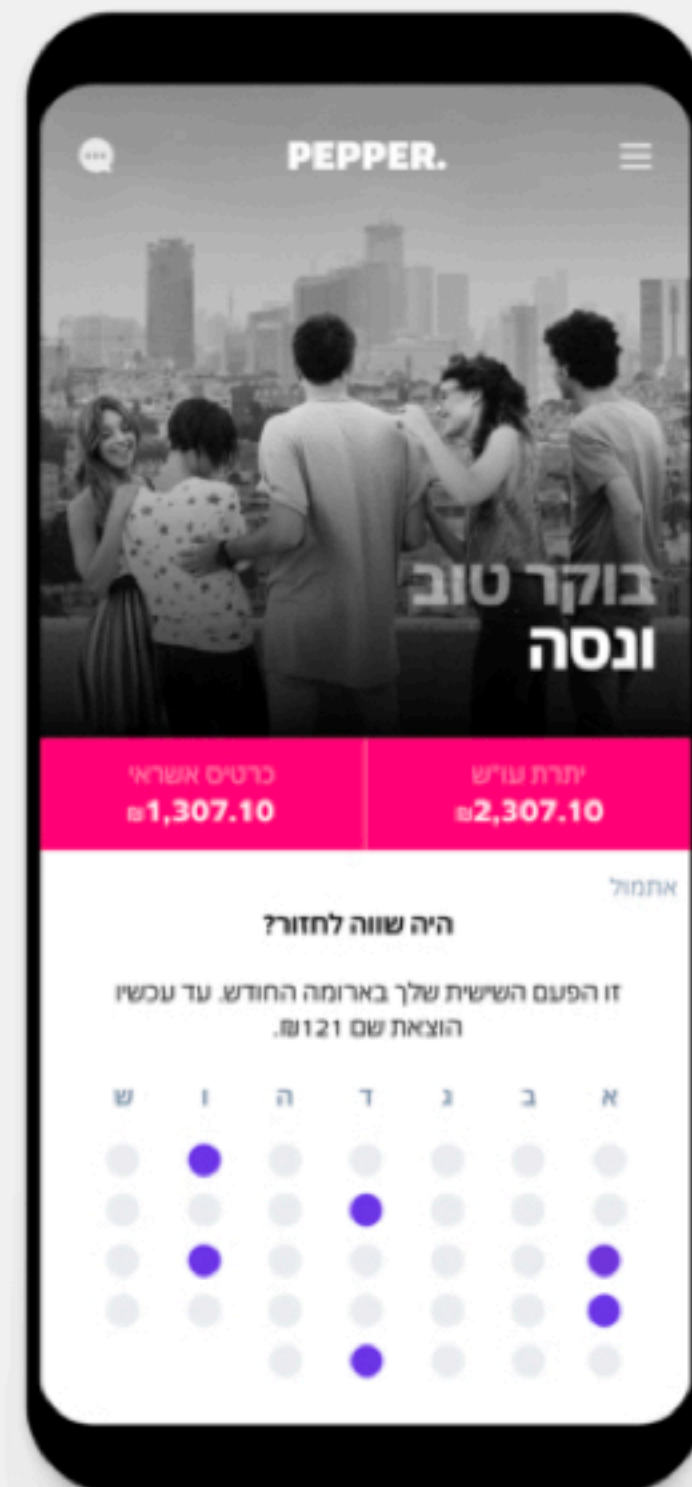 PEPPER.
בוקר טוב
ונסה
יתרת עו״ש
₪2,307.10
כרטיס אשראי
₪1,307.10
אתמול
היה שווה לחזור?
זו הפעם השישית שלך בארומה החודש. עד עכשיו
הוצאת שם 121₪.
א ב ג ד ה ו ש